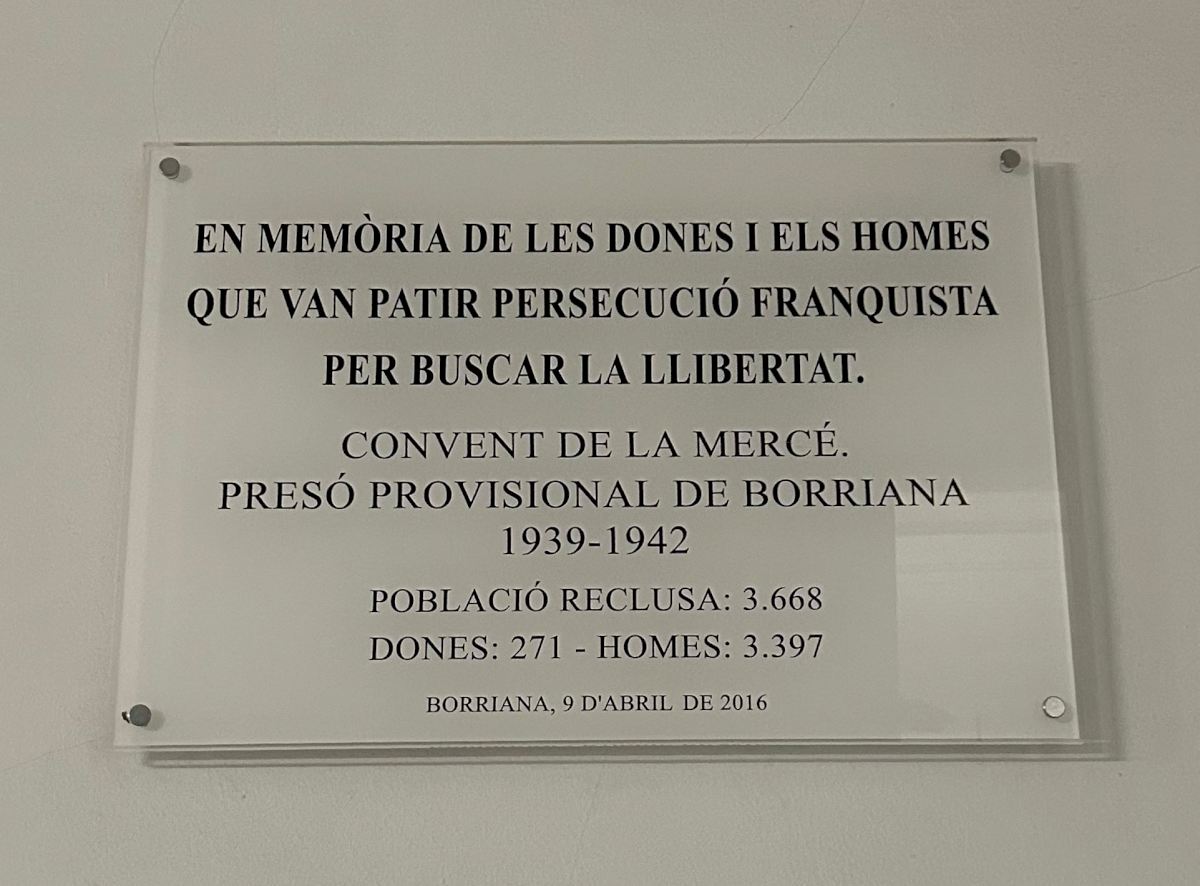 EN MEMÒRIA DE LES DONES I ELS HOMES
QUE VAN PATIR PERSECUCIÓ FRANQUISTA
PER BUSCAR LA LLIBERTAT.
CONVENT DE LA MERCÉ.
PRESÓ PROVISIONAL DE BORRIANA
1939-1942
POBLACIÓ RECLUSA: 3.668
DONES: 271 - HOMES: 3.397
BORRIANA, 9 D'ABRIL DE 2016